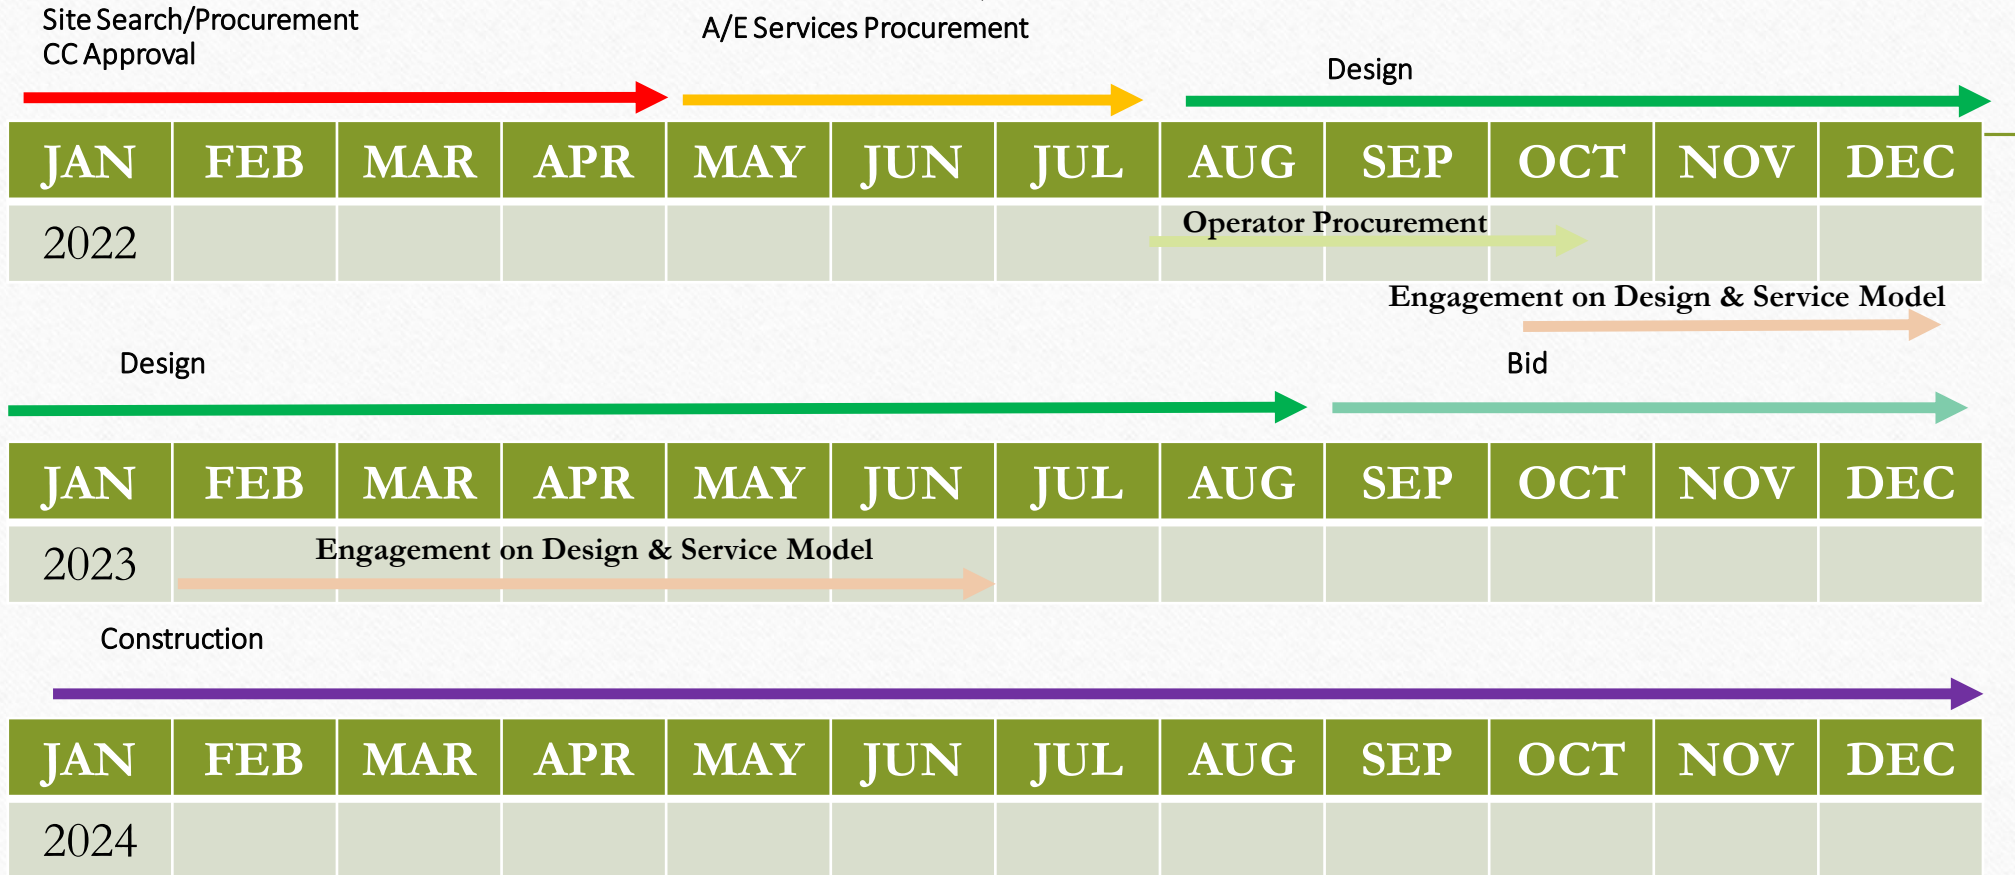 Site Search/Procurement
CC Approval
A/E Services Procurement
Design
JAN FEB MAR APR MAY JUN JUL AUG SEP OCT NOV DEC
2022
Operator Procurement
Engagement on Design & Service Model
Design
Bid
JAN FEB MAR APR MAY JUN JUL AUG SEP OCT NOV DEC
2023
Engagement on Design & Service Model
Construction
JAN FEB MAR APR MAY JUN JUL AUG SEP OCT NOV DEC
2024